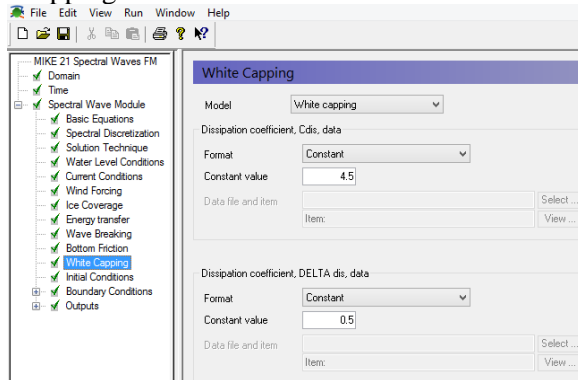 File Edit View Run Window Help
MIKE 21 Spectral Waves FM
Domain
Time
Spectral Wave Module
Basic Equations
Spectral Discretization
Solution Technique
Water Level Conditions
Current Conditions
Wind Forcing
Ice Coverage
Energy transfer
Wave Breaking
Bottom Friction
White Capping
Initial Conditions
Boundary Conditions
Outputs
White Capping
Model White capping
Dissipation coefficient, Cdis, data
Format Constant
Constant value 4.5
Data file and item Select ...
Item: View ...
Dissipation coefficient, DELTA dis, data
Format Constant
Constant value 0.5
Data file and item Select ...
Item: View ...